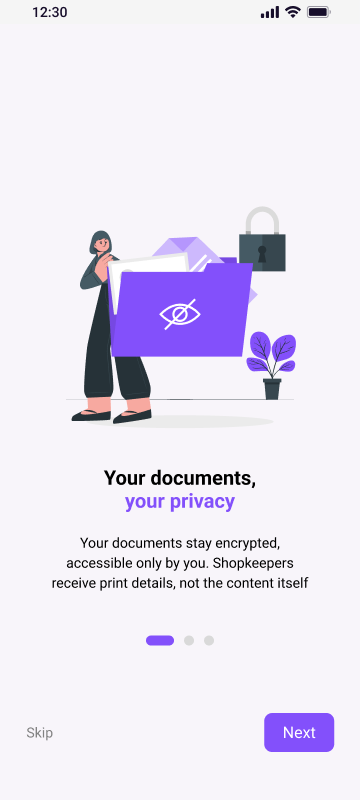 12:30
Your documents,
your privacy
Your documents stay encrypted,
accessible only by you. Shopkeepers
receive print details, not the content itself
Skip
Next